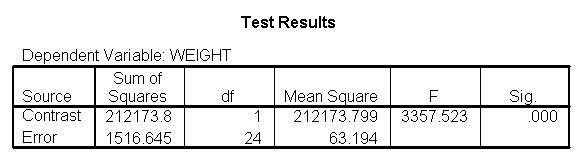 Test Results
Dependent Variable: WEIGHT
Source Sum of Squares df Mean Square F Sig.
Contrast 212173.8 1 212173.799 3357.523 .000
Error 1516.645 24 63.194